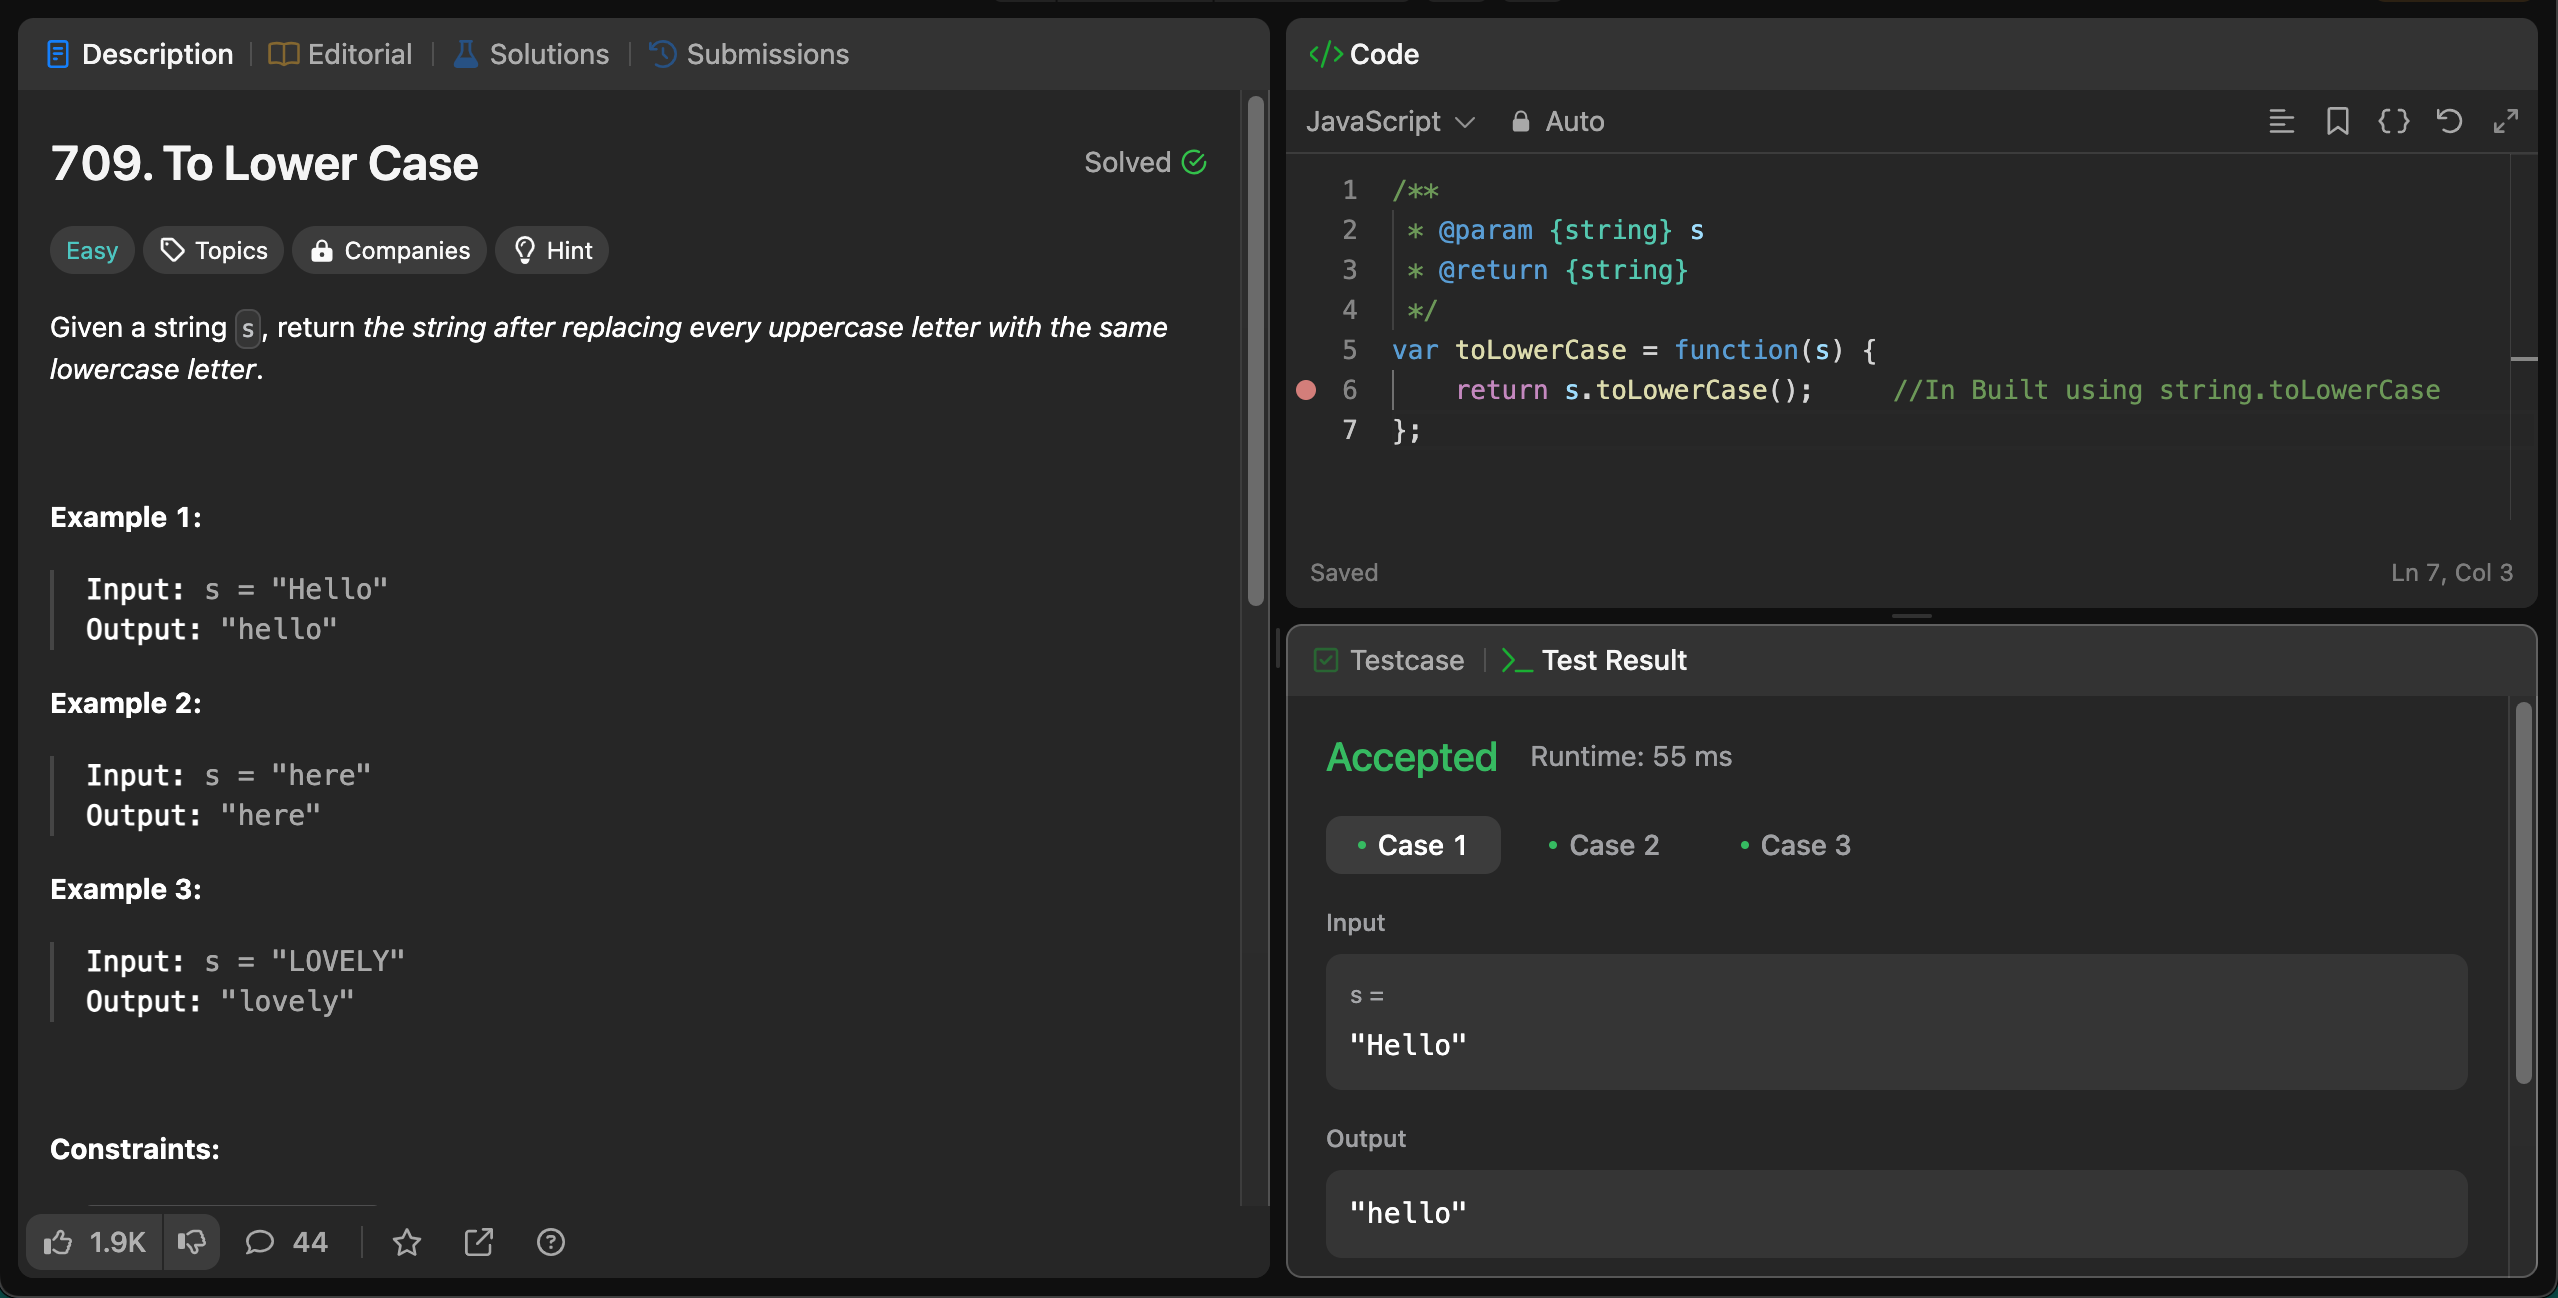 Description | Editorial | Solutions | Submissions
709. To Lower Case
Solved
Easy Topics Companies Hint
Given a string s, return the string after replacing every uppercase letter with the same
lowercase letter.
Example 1:
Input: s = "Hello"
Output: "hello"
Example 2:
Input: s = "here"
Output: "here"
Example 3:
Input: s = "LOVELY"
Output: "lovely"
Constraints:
1.9K 44
</> Code
JavaScript Auto
1 /**
2  * @param {string} s
3  * @return {string}
4  */
5 var toLowerCase = function(s) {
6     return s.toLowerCase();     //In Built using string.toLowerCase
7 };
Saved
Ln 7, Col 3
Testcase | >_ Test Result
Accepted Runtime: 55 ms
• Case 1 • Case 2 • Case 3
Input
s =
"Hello"
Output
"hello"